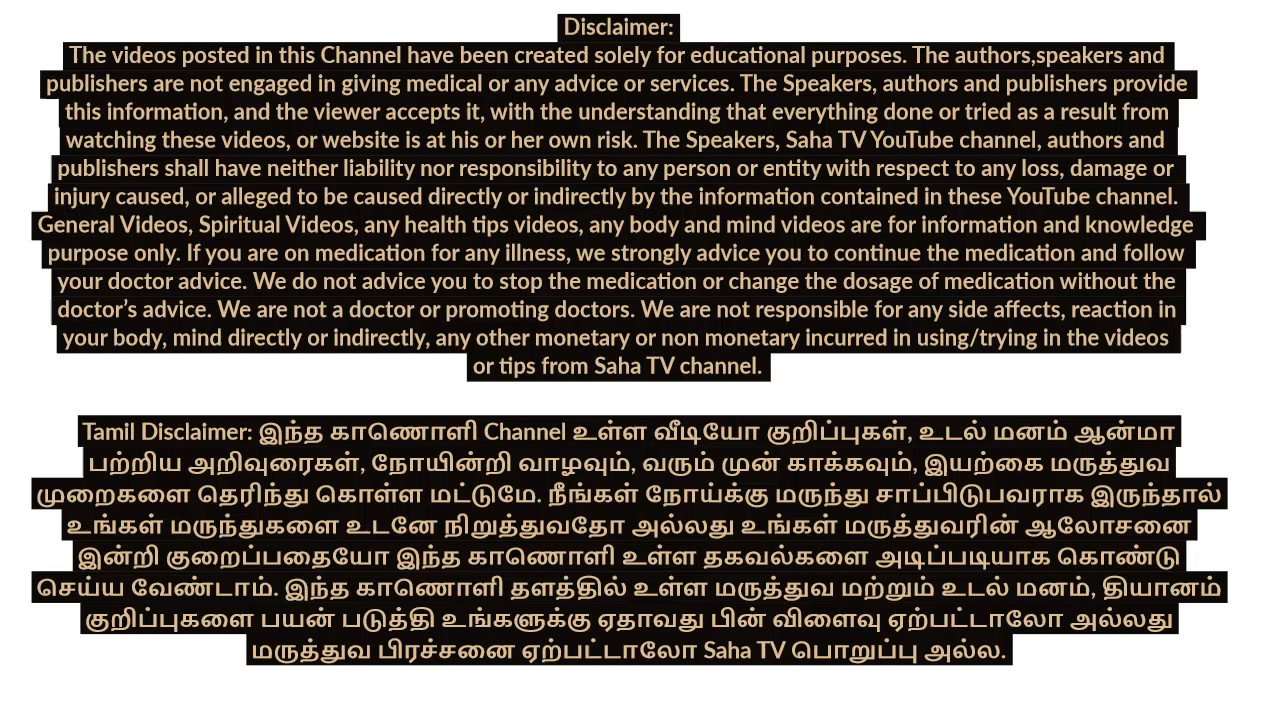 Disclaimer:
The videos posted in this Channel have been created solely for educational purposes. The authors,speakers and
publishers are not engaged in giving medical or any advice or services. The Speakers, authors and publishers provide
this information, and the viewer accepts it, with the understanding that everything done or tried as a result from
watching these videos, or website is at his or her own risk. The Speakers, Saha TV YouTube channel, authors and
publishers shall have neither liability nor responsibility to any person or entity with respect to any loss, damage or
injury caused, or alleged to be caused directly or indirectly by the information contained in these YouTube channel.
General Videos, Spiritual Videos, any health tips videos, any body and mind videos are for information and knowledge
purpose only. If you are on medication for any illness, we strongly advice you to continue the medication and follow
your doctor advice. We do not advice you to stop the medication or change the dosage of medication without the
doctor’s advice. We are not a doctor or promoting doctors. We are not responsible for any side affects, reaction in
your body, mind directly or indirectly, any other monetary or non monetary incurred in using/trying in the videos
or tips from Saha TV channel.
Tamil Disclaimer: இந்த காணொளி Channel உள்ள வீடியோ குறிப்புகள், உடல் மனம் ஆன்மா
பற்றிய அறிவுரைகள், நோயின்றி வாழவும், வரும் முன் காக்கவும், இயற்கை மருத்துவ
முறைகளை தெரிந்து கொள்ள மட்டுமே. நீங்கள் நோய்க்கு மருந்து சாப்பிடுபவராக இருந்தால்
உங்கள் மருந்துகளை உடனே நிறுத்துவதோ அல்லது உங்கள் மருத்துவரின் ஆலோசனை
இன்றி குறைப்பதையோ இந்த காணொளி உள்ள தகவல்களை அடிப்படியாக கொண்டு
செய்ய வேண்டாம். இந்த காணொளி தளத்தில் உள்ள மருத்துவ மற்றும் உடல் மனம், தியானம்
குறிப்புகளை பயன் படுத்தி உங்களுக்கு ஏதாவது பின் விளைவு ஏற்பட்டாலோ அல்லது
மருத்துவ பிரச்சனை ஏற்பட்டாலோ Saha TV பொறுப்பு அல்ல.